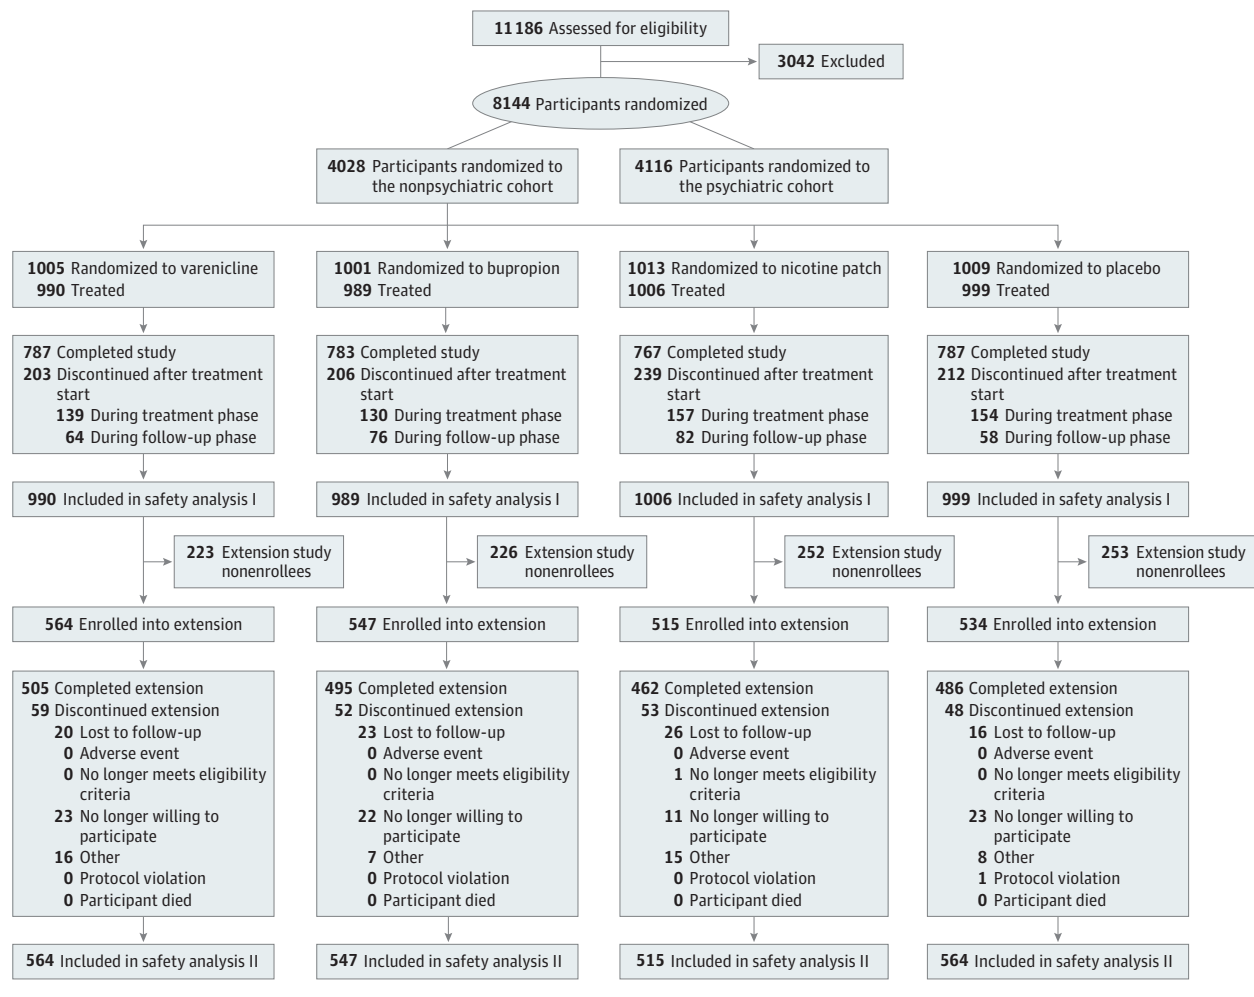 11 186 Assessed for eligibility
3042 Excluded
8144 Participants randomized
4028 Participants randomized to
the nonpsychiatric cohort
4116 Participants randomized to
the psychiatric cohort
1005 Randomized to varenicline
990 Treated
1001 Randomized to bupropion
989 Treated
1013 Randomized to nicotine patch
1006 Treated
1009 Randomized to placebo
999 Treated
787 Completed study
203 Discontinued after treatment
start
139 During treatment phase
64 During follow-up phase
783 Completed study
206 Discontinued after treatment
start
130 During treatment phase
76 During follow-up phase
767 Completed study
239 Discontinued after treatment
start
157 During treatment phase
82 During follow-up phase
787 Completed study
212 Discontinued after treatment
start
154 During treatment phase
58 During follow-up phase
990 Included in safety analysis I
989 Included in safety analysis I
1006 Included in safety analysis I
999 Included in safety analysis I
223 Extension study
nonenrollees
226 Extension study
nonenrollees
252 Extension study
nonenrollees
253 Extension study
nonenrollees
564 Enrolled into extension
547 Enrolled into extension
515 Enrolled into extension
534 Enrolled into extension
505 Completed extension
59 Discontinued extension
20 Lost to follow-up
0 Adverse event
0 No longer meets eligibility
criteria
23 No longer willing to
participate
16 Other
0 Protocol violation
0 Participant died
495 Completed extension
52 Discontinued extension
23 Lost to follow-up
0 Adverse event
0 No longer meets eligibility
criteria
22 No longer willing to
participate
7 Other
0 Protocol violation
0 Participant died
462 Completed extension
53 Discontinued extension
26 Lost to follow-up
0 Adverse event
1 No longer meets eligibility
criteria
11 No longer willing to
participate
15 Other
0 Protocol violation
0 Participant died
486 Completed extension
48 Discontinued extension
16 Lost to follow-up
0 Adverse event
0 No longer meets eligibility
criteria
23 No longer willing to
participate
8 Other
1 Protocol violation
0 Participant died
564 Included in safety analysis II
547 Included in safety analysis II
515 Included in safety analysis II
564 Included in safety analysis II